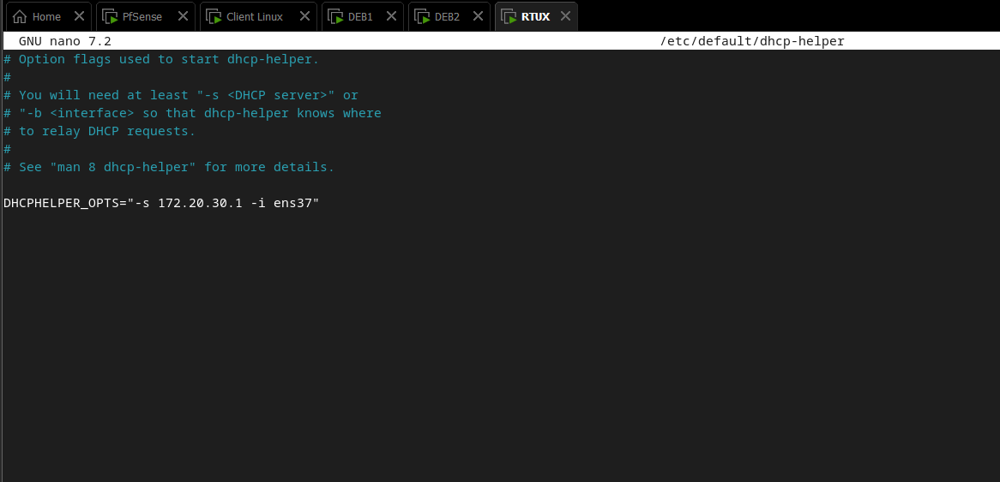 Home PfSense Client Linux DEB1 DEB2 RTUX
GNU nano 7.2 /etc/default/dhcp-helper
# Option flags used to start dhcp-helper.
#
# You will need at least "-s <DHCP server>" or
# "-b <interface> so that dhcp-helper knows where
# to relay DHCP requests.
#
# See "man 8 dhcp-helper" for more details.
DHCPHELPER_OPTS="-s 172.20.30.1 -i ens37"